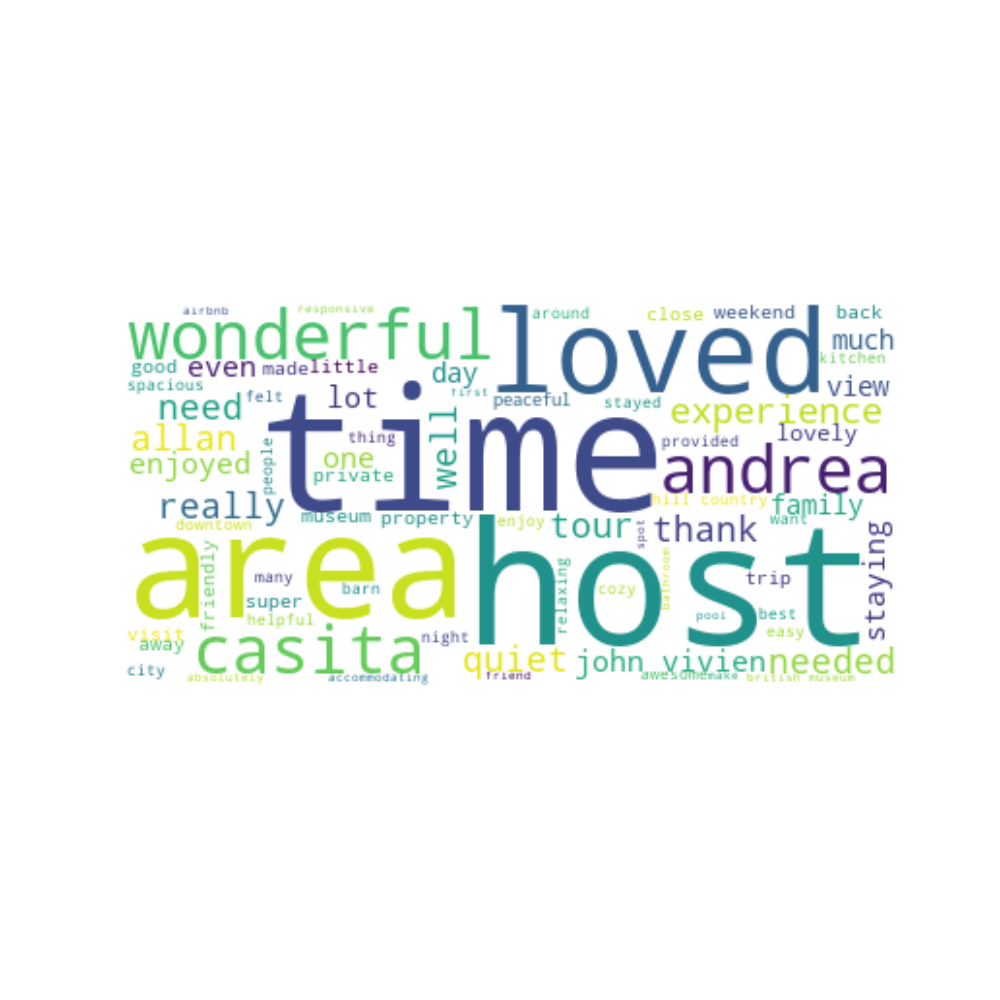 airbnb responsive around close weekend back
wonderful loved much
good even made little day first peaceful stayed kitchen
spacious felt lot view
need time experience
allan thing well provided lovely
enjoyed people one andrea
private hill country family
really museum property enjoy tour spot thank want
downtown
area host staying
friendly many barn relaxing cozy bathroom trip
super pool best
helpful easy
visit casita night quiet john vivien needed
away
city absolutely accommodating friend awesome make british museum